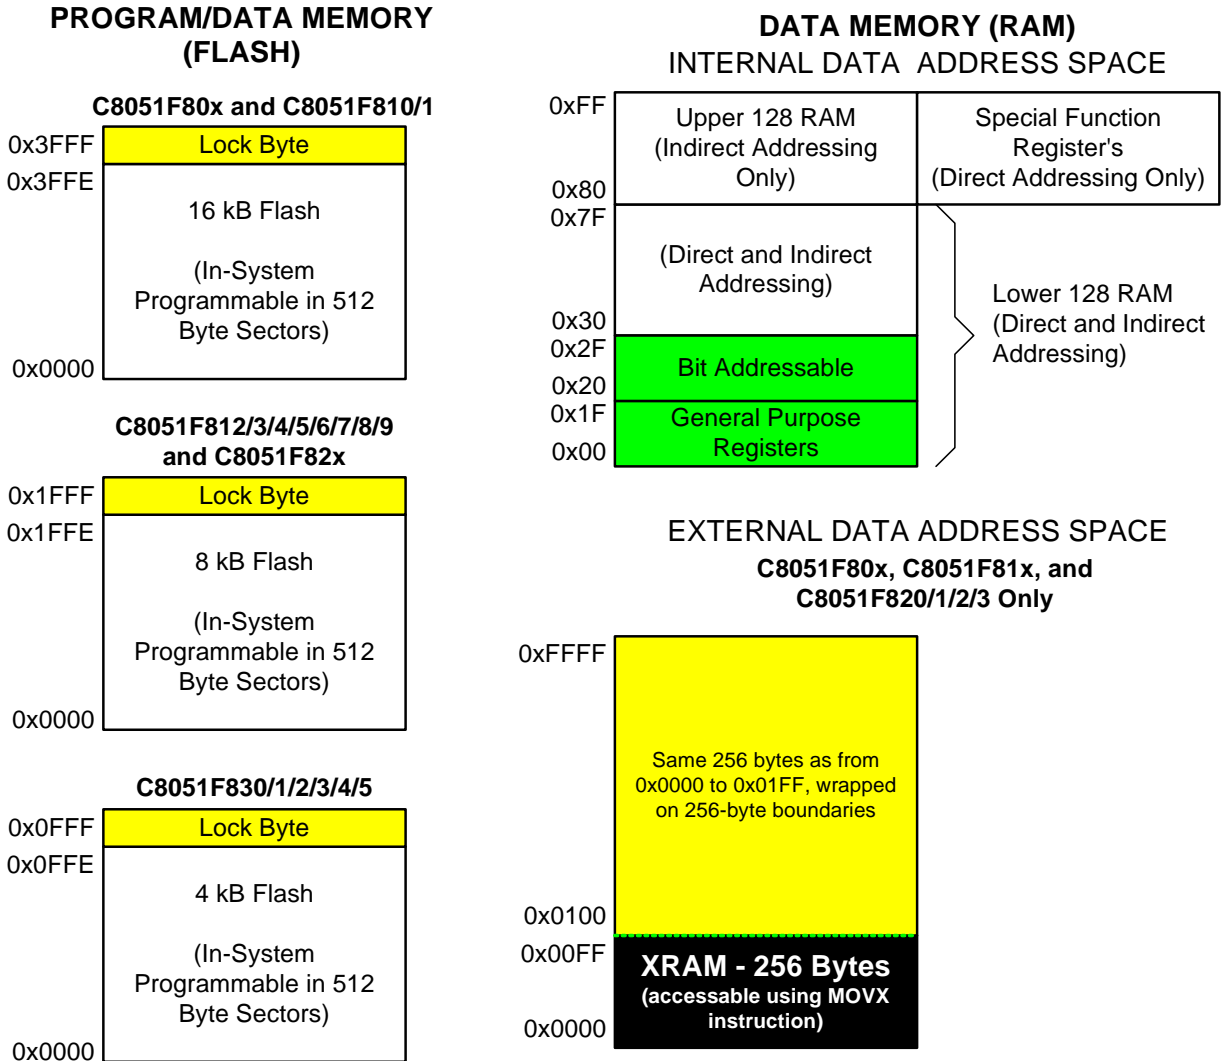 PROGRAM/DATA MEMORY
(FLASH)
C8051F80x and C8051F810/1
0x3FFF
Lock Byte
0x3FFE
16 kB Flash
(In-System
Programmable in 512
Byte Sectors)
0x0000
C8051F812/3/4/5/6/7/8/9
and C8051F82x
0x1FFF
Lock Byte
0x1FFE
8 kB Flash
(In-System
Programmable in 512
Byte Sectors)
0x0000
C8051F830/1/2/3/4/5
0x0FFF
Lock Byte
0x0FFE
4 kB Flash
(In-System
Programmable in 512
Byte Sectors)
0x0000
DATA MEMORY (RAM)
INTERNAL DATA ADDRESS SPACE
0xFF
Upper 128 RAM
(Indirect Addressing
Only)
0x80
Special Function
Register's
(Direct Addressing Only)
0x7F
(Direct and Indirect
Addressing)
0x30
0x2F
Bit Addressable
0x20
0x1F
General Purpose
Registers
0x00
Lower 128 RAM
(Direct and Indirect
Addressing)
EXTERNAL DATA ADDRESS SPACE
C8051F80x, C8051F81x, and
C8051F820/1/2/3 Only
0xFFFF
Same 256 bytes as from
0x0000 to 0x01FF, wrapped
on 256-byte boundaries
0x0100
0x00FF
XRAM - 256 Bytes
(accessable using MOVX
instruction)
0x0000